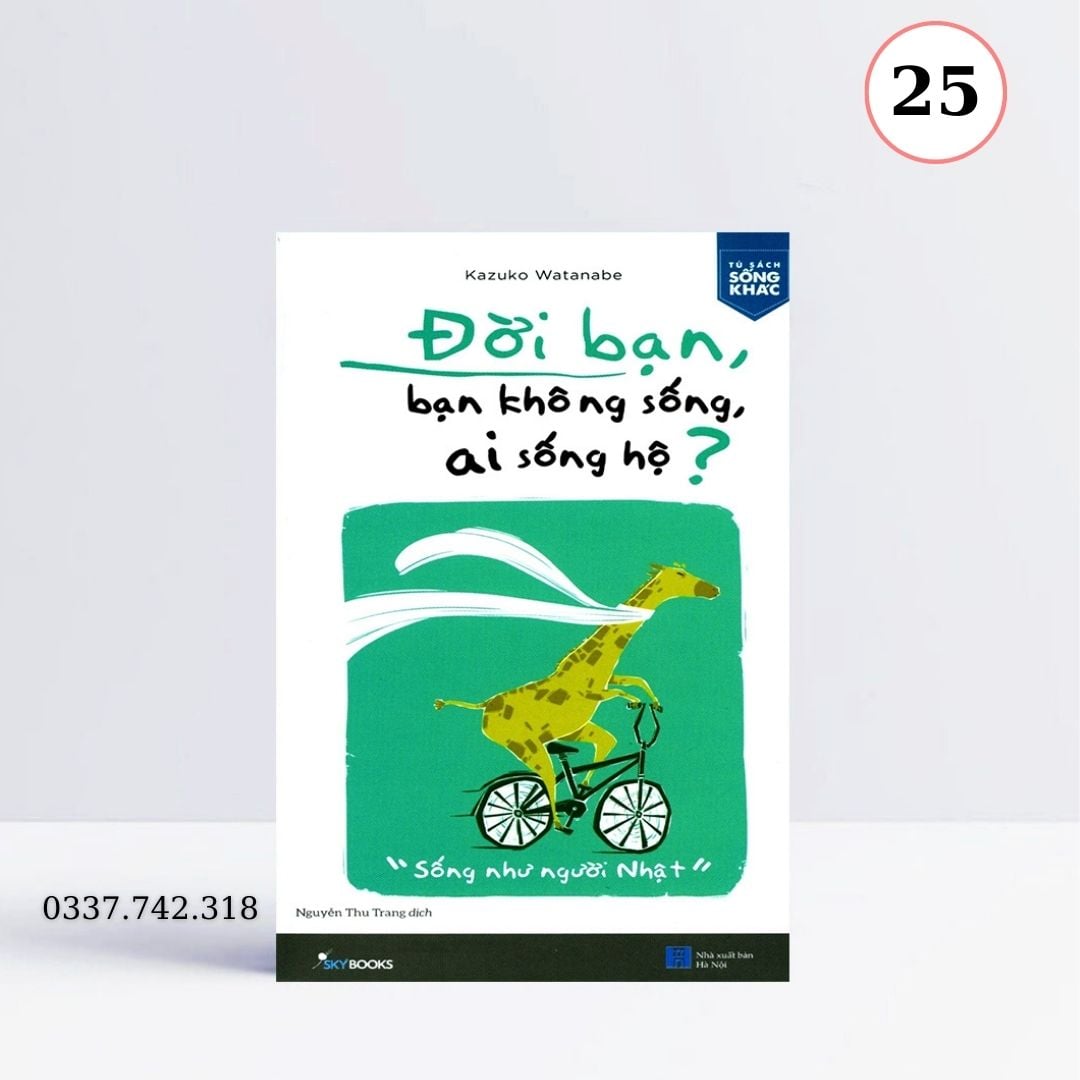 25
Kazuko Watanabe
TỦ SÁCH
SỐNG
KHÁC
Đời bạn,
bạn không sống,
ai sống hộ?
"Sống như người Nhật"
0337.742.318
Nguyễn Thu Trang dịch
SKYBOOKS
Nhà xuất bản
Hà Nội